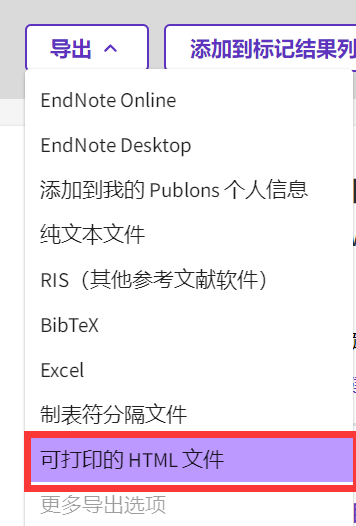 导出
添加到标记结果列
EndNote Online
EndNote Desktop
添加到我的 Publons 个人信息
纯文本文件
RIS（其他参考文献软件）
BibTeX
Excel
制表符分隔文件
可打印的 HTML 文件
更多导出选项